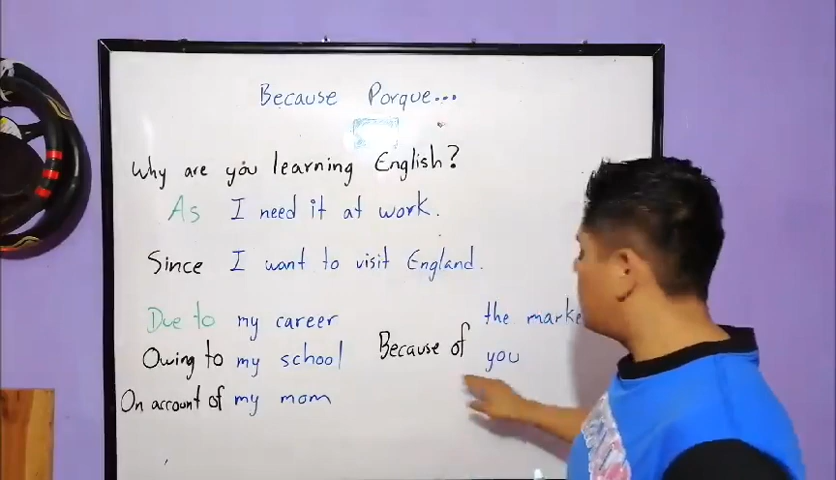 Because Porque...
Why are you learning English?
As I need it at work.
Since I want to visit England.
Due to my career
Owing to my school
On account of my mom
Because of
the
you